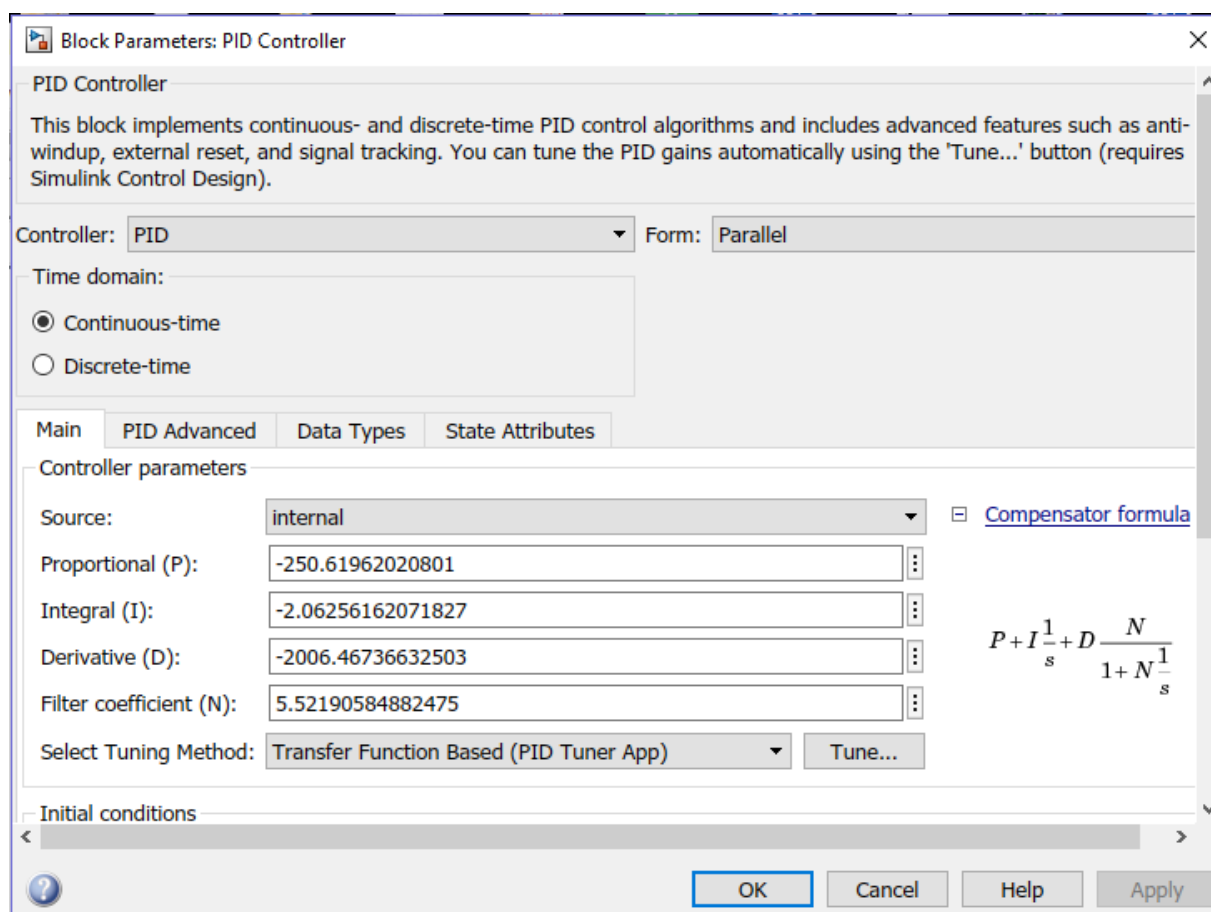 Block Parameters: PID Controller
PID Controller
This block implements continuous- and discrete-time PID control algorithms and includes advanced features such as anti-
windup, external reset, and signal tracking. You can tune the PID gains automatically using the 'Tune...' button (requires
Simulink Control Design).
Controller: PID Form: Parallel
Time domain:
Continuous-time
Discrete-time
Main PID Advanced Data Types State Attributes
Controller parameters
Source: internal Compensator formula
Proportional (P): -250.61962020801
Integral (I): -2.06256162071827
Derivative (D): -2006.46736632503
Filter coefficient (N): 5.52190584882475
P + I 1/s + D N/(1 + N 1/s)
Select Tuning Method: Transfer Function Based (PID Tuner App) Tune...
Initial conditions
OK Cancel Help Apply